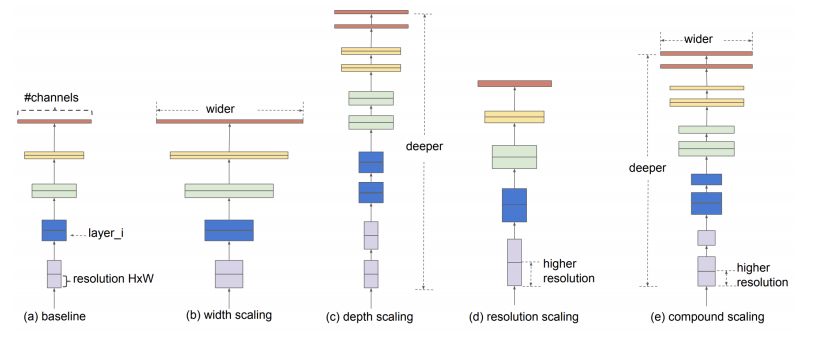 #channels
layer_i
resolution HxW
(a) baseline
wider
(b) width scaling
deeper
(c) depth scaling
higher
resolution
(d) resolution scaling
wider
deeper
higher
resolution
(e) compound scaling